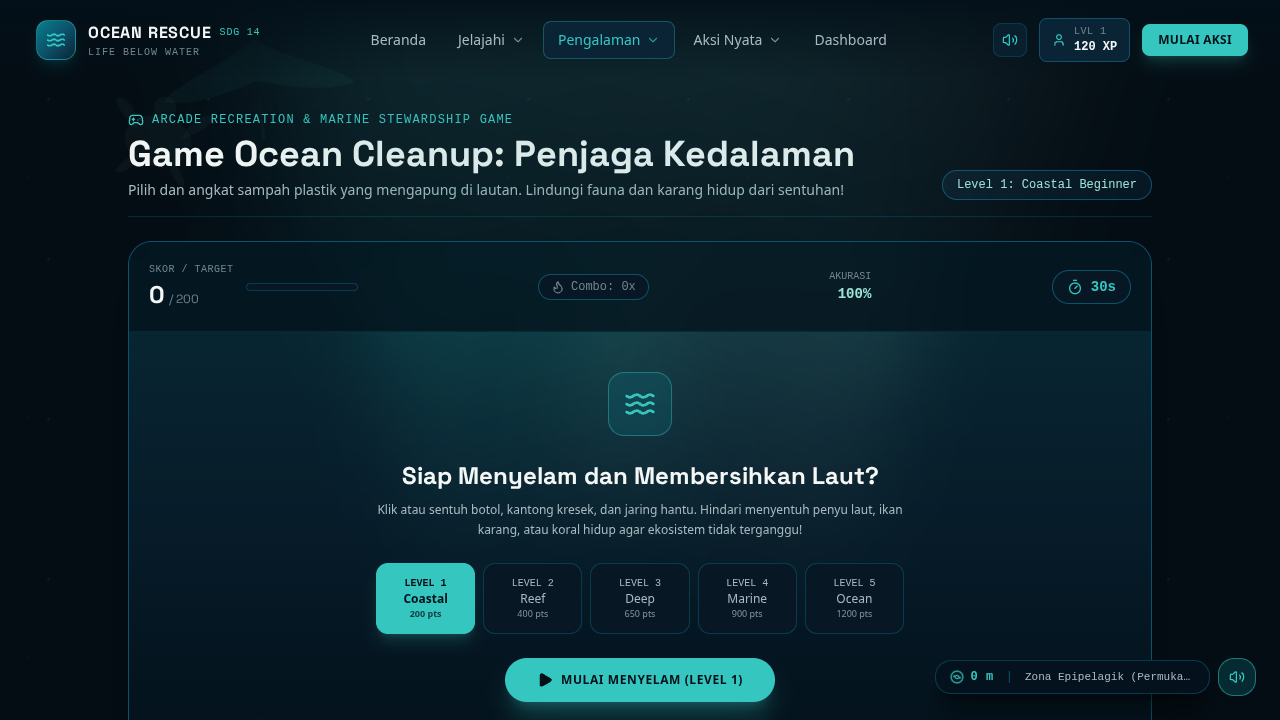 OCEAN RESCUE SDG 14
LIFE BELOW WATER
Beranda
Jelajahi
Pengalaman
Aksi Nyata
Dashboard
LVL 1
120 XP
MULAI AKSI
ARCADE RECREATION & MARINE STEWARDSHIP GAME
Game Ocean Cleanup: Penjaga Kedalaman
Pilih dan angkat sampah plastik yang mengapung di lautan. Lindungi fauna dan karang hidup dari sentuhan!
Level 1: Coastal Beginner
SKOR / TARGET
0 / 200
Combo: 0x
AKURASI
100%
30s
Siap Menyelam dan Membersihkan Laut?
Klik atau sentuh botol, kantong kresek, dan jaring hantu. Hindari menyentuh penyu laut, ikan
karang, atau koral hidup agar ekosistem tidak terganggu!
LEVEL 1
Coastal
200 pts
LEVEL 2
Reef
400 pts
LEVEL 3
Deep
650 pts
LEVEL 4
Marine
900 pts
LEVEL 5
Ocean
1200 pts
MULAI MENYELAM (LEVEL 1)
0 m | Zona Epipelagik (Permuka…